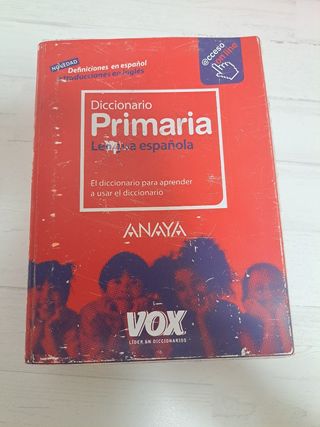 NOVEDAD
Definiciones en español
traducciones en inglés
@cceso
online
Diccionario
Primaria
Lengua española
El diccionario para aprender
a usar el diccionario
ANAYA
VOX
LÍDER EN DICCIONARIOS